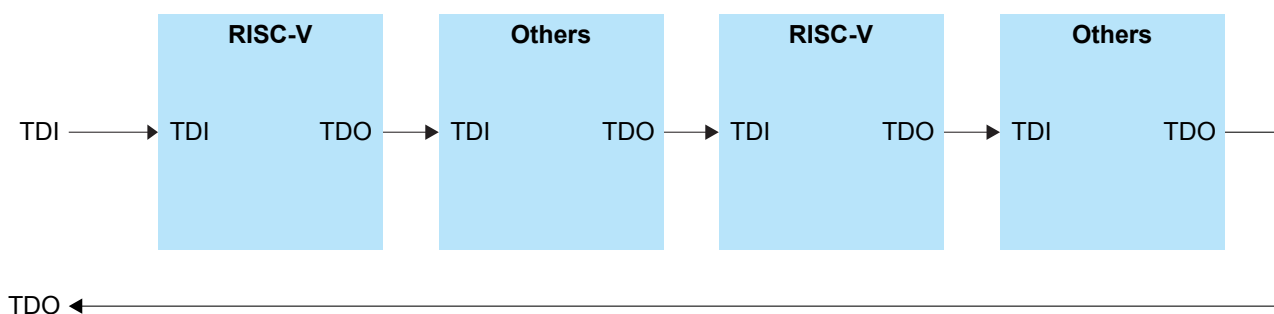 RISC-V Others RISC-V Others
TDI TDI TDO TDI TDO TDI TDO TDI TDO
TDO